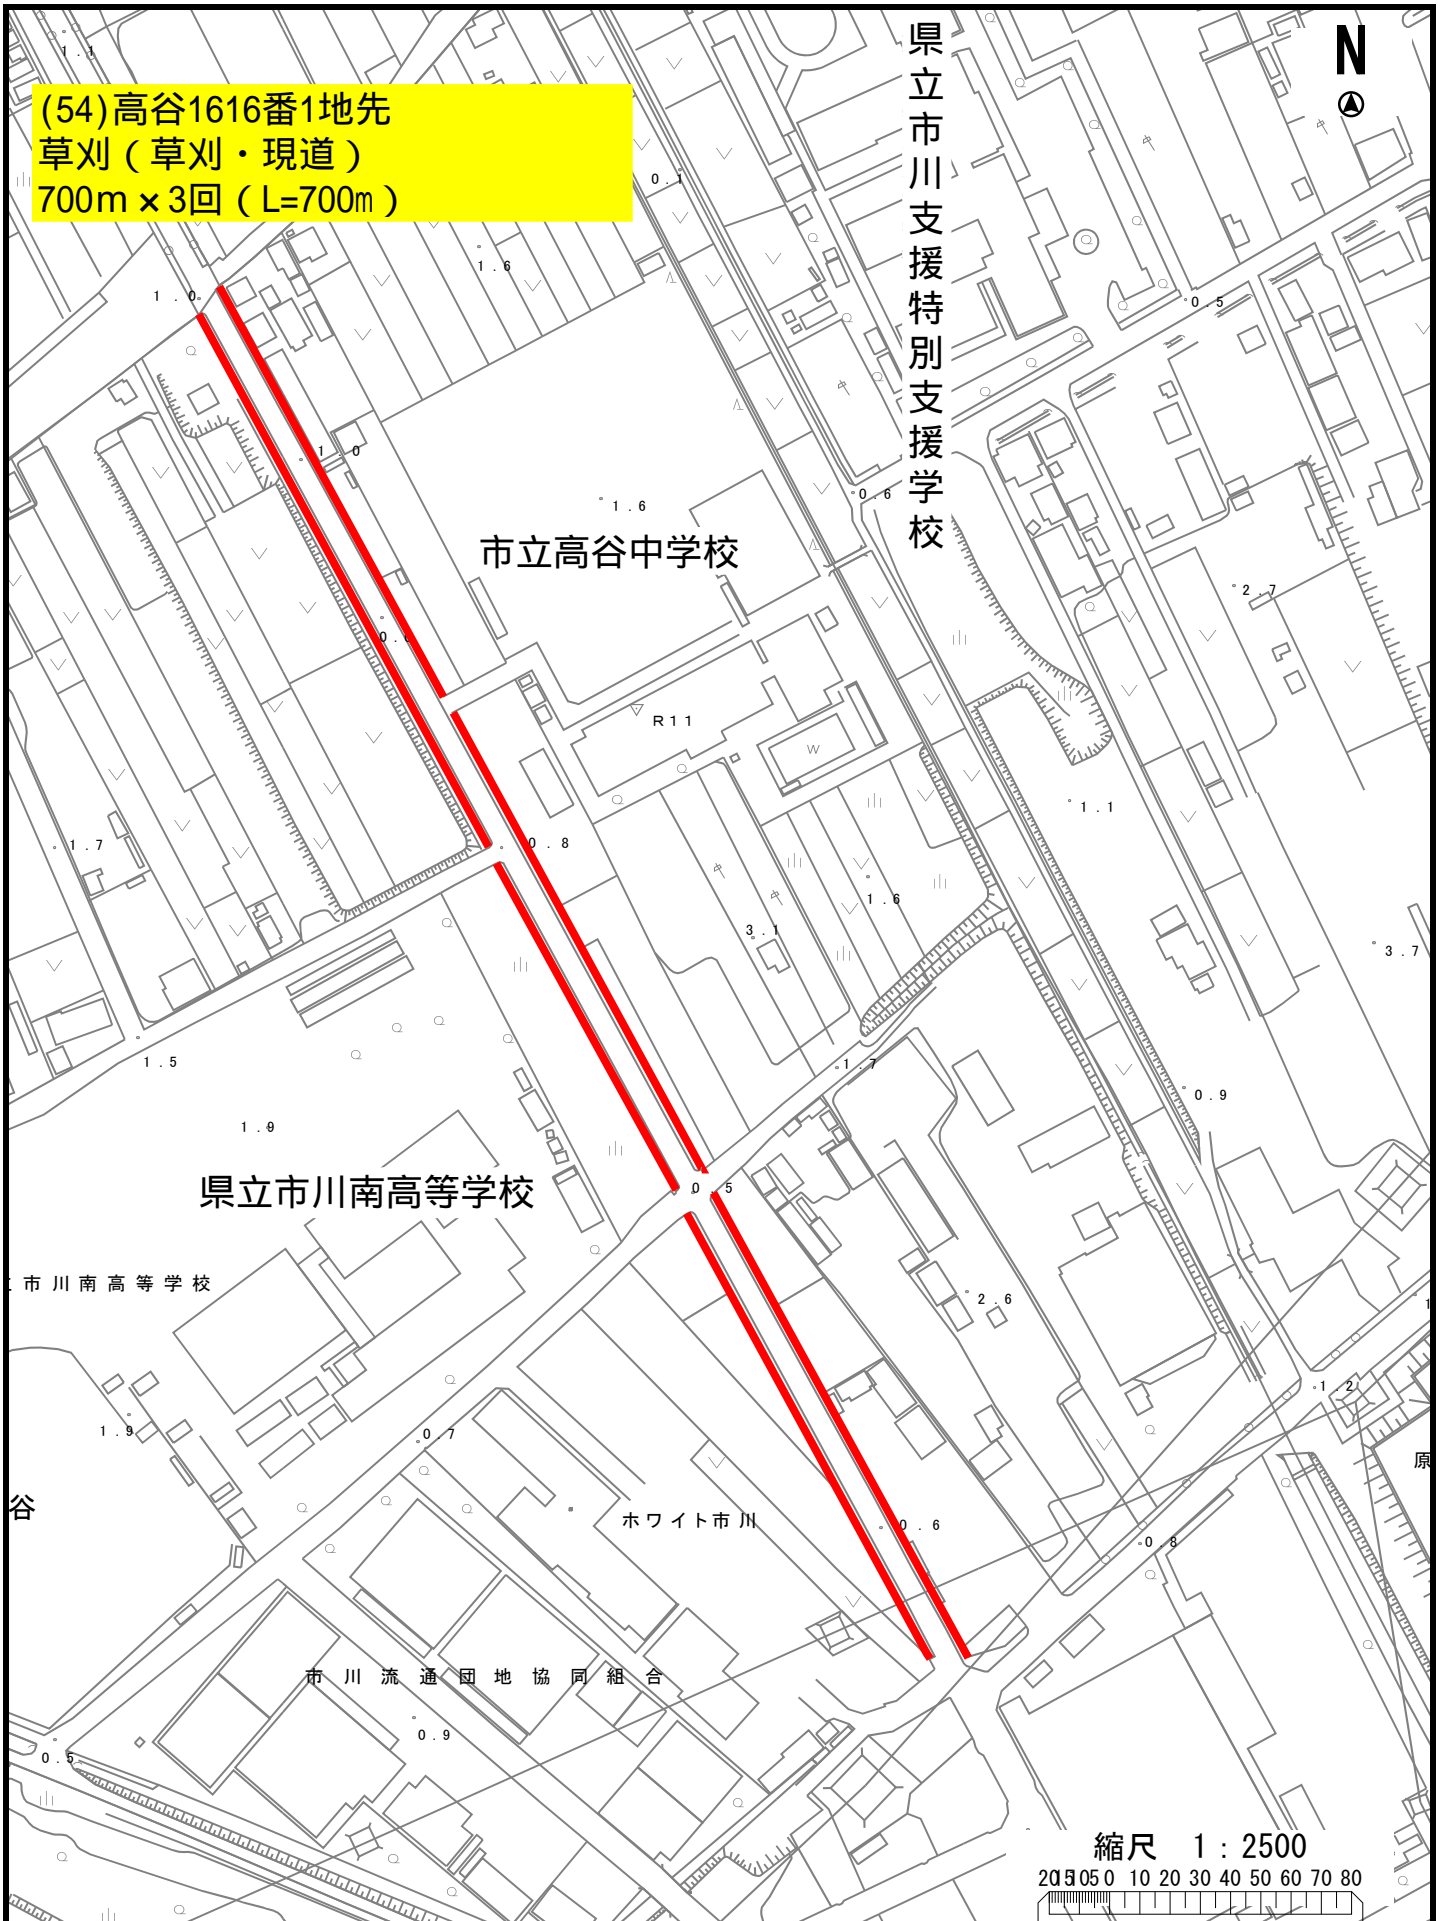 (54)高谷1616番1地先
草刈（草刈・現道）
700m×3回（L=700㎡）
県立市川支援特別支援学校
N
1.1
0.1
1.6
1.0
0.5
1.0
0.6
1.6
市立高谷中学校
2.7
R11
W
1.1
0.8
1.7
1.6
3.1
3.7
1.5
1.7
0.9
1.9
県立市川南高等学校
0.5
市川南高等学校
2.6
1.2
1.9
0.7
原
谷
ホワイト市川
0.6
0.8
市川流通団地協同組合
0.9
0.5
縮尺 1：2500
20 15 10 5 0 10 20 30 40 50 60 70 80